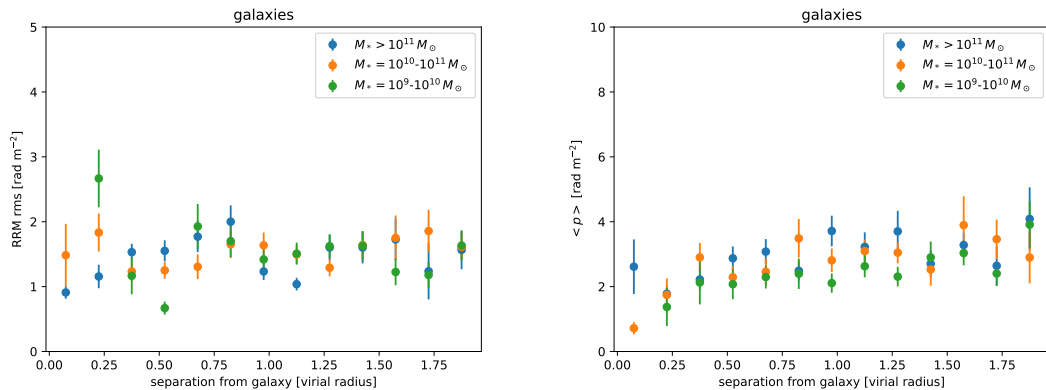 galaxies
RRM rms [rad m⁻²]
5
4
3
2
1
0
M* > 10¹¹ M⊙
M* = 10¹⁰-10¹¹ M⊙
M* = 10⁹-10¹⁰ M⊙
0.00 0.25 0.50 0.75 1.00 1.25 1.50 1.75
separation from galaxy [virial radius]
galaxies
< p > [rad m⁻²]
10
8
6
4
2
0
M* > 10¹¹ M⊙
M* = 10¹⁰-10¹¹ M⊙
M* = 10⁹-10¹⁰ M⊙
0.00 0.25 0.50 0.75 1.00 1.25 1.50 1.75
separation from galaxy [virial radius]